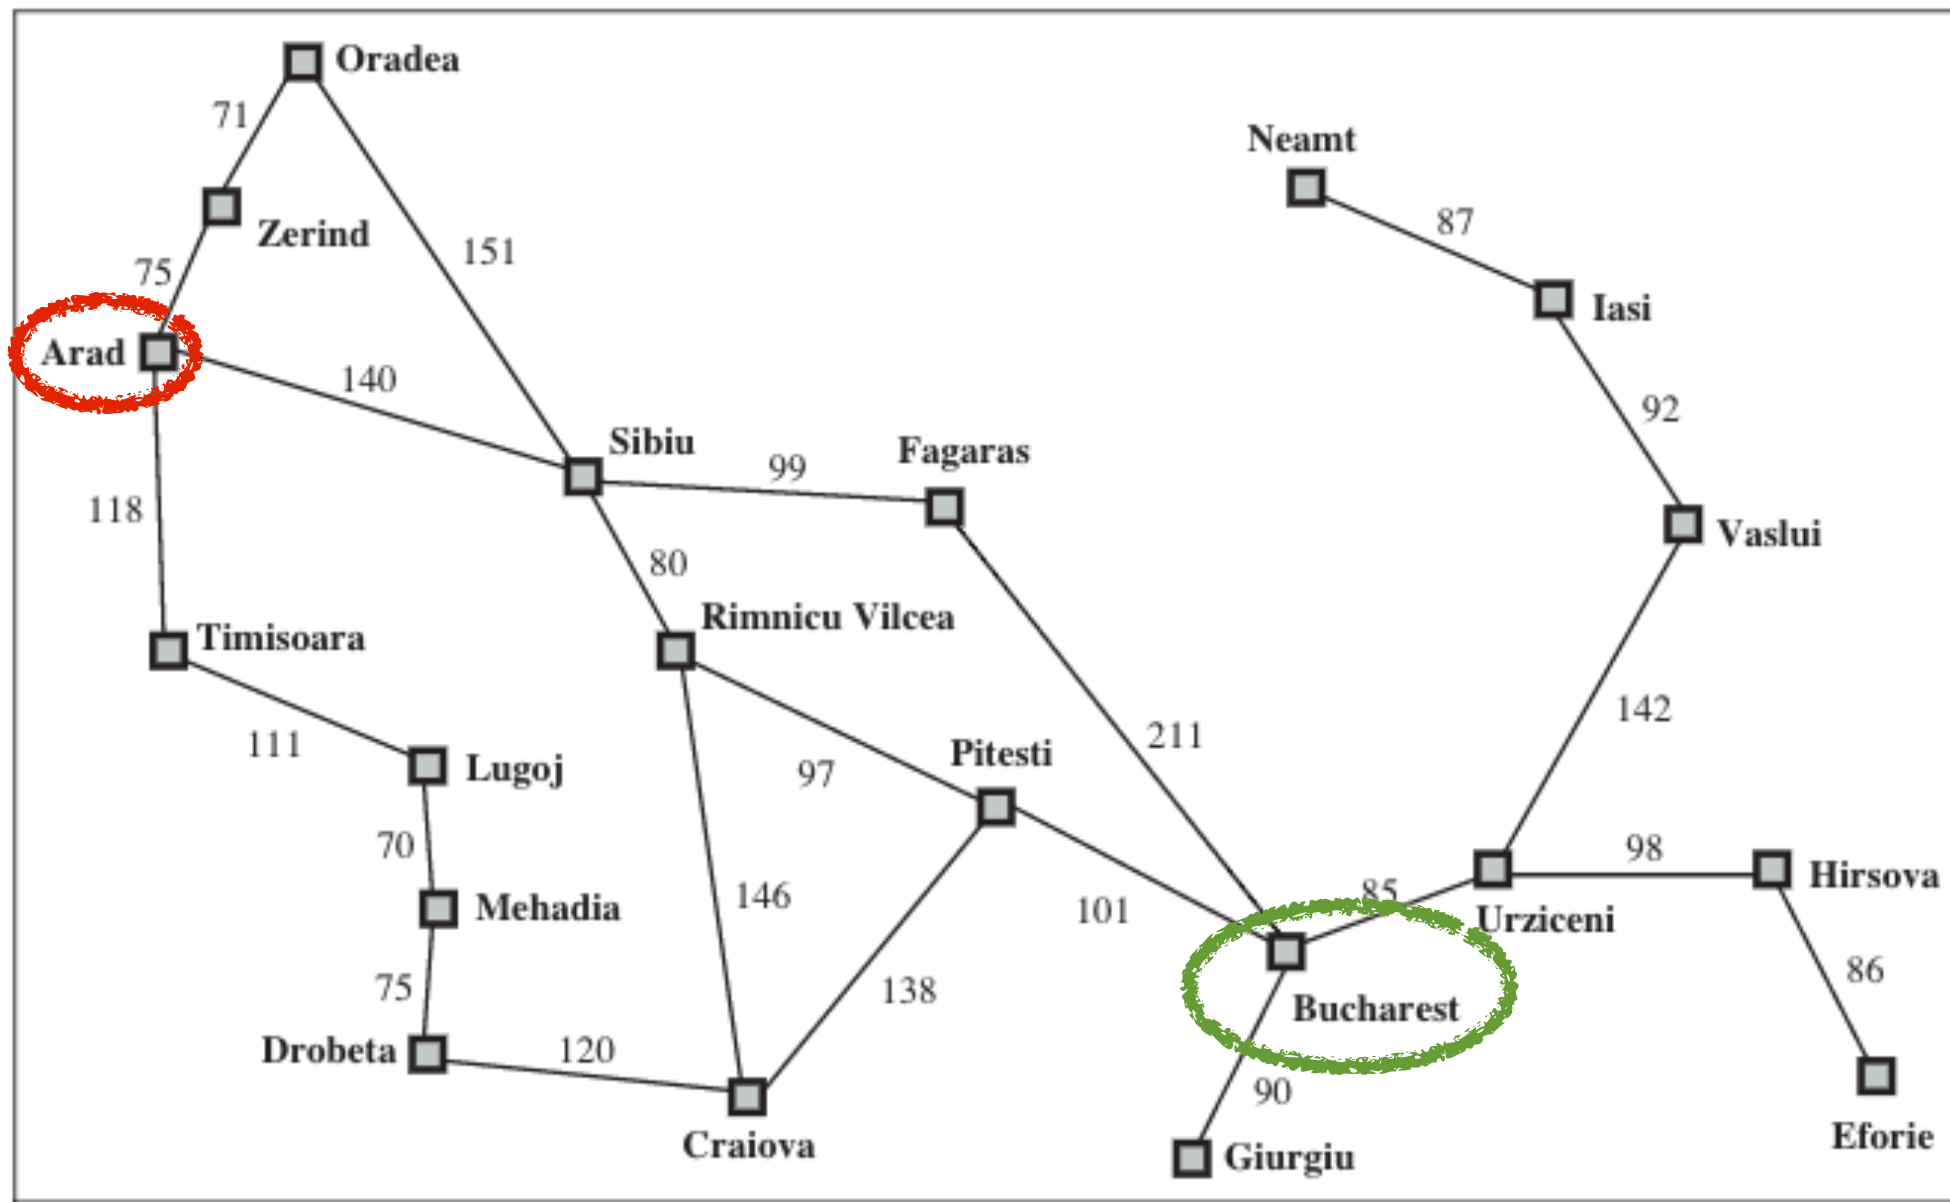 Oradea
71
Neamt
87
Zerind
151
75
Iasi
Arad
140
92
Sibiu
Fagaras
99
118
Vaslui
80
Rimnicu Vilcea
Timisoara
142
111
211
Pitesti
Lugoj
97
70
98
Hirsova
146
85
Mehadia
101
Urziceni
86
75
138
Bucharest
Drobeta
120
90
Eforie
Craiova
Giurgiu